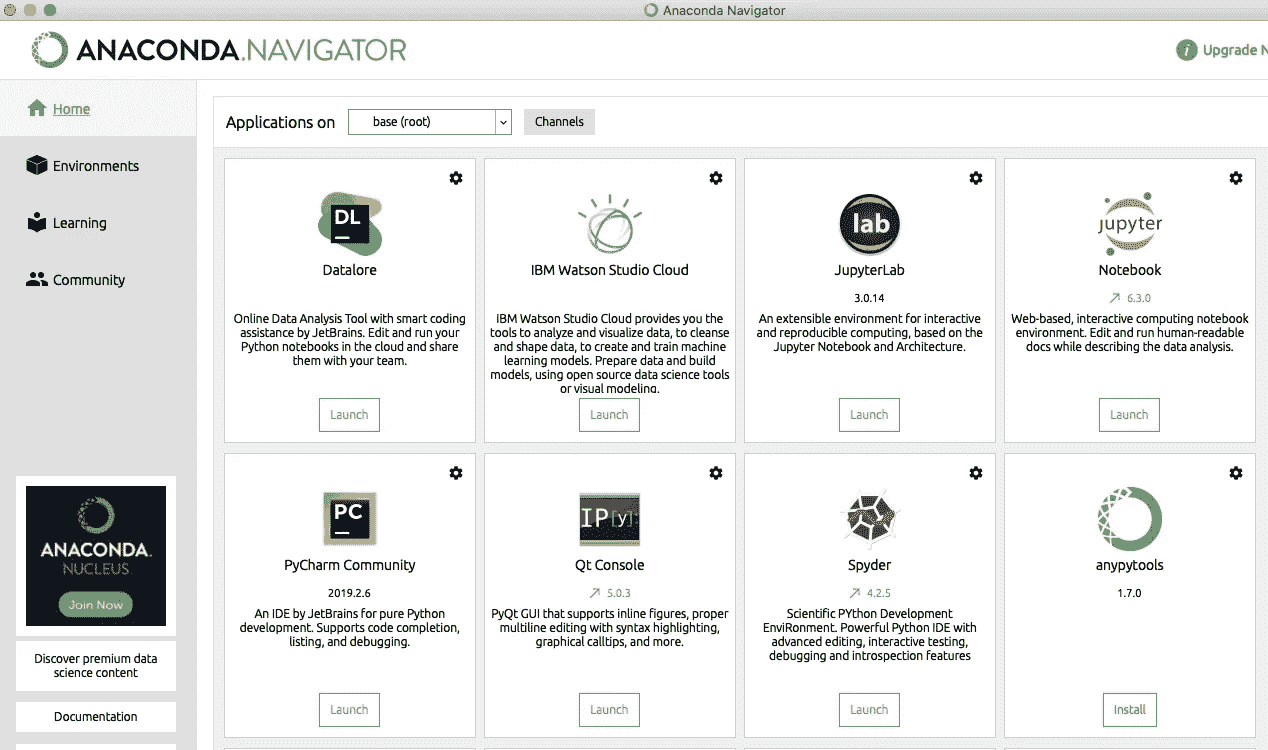 Anaconda Navigator
ANACONDA.NAVIGATOR
Upgrade N
Home
Environments
Learning
Community
ANACONDA.
NUCLEUS
Join Now
Discover premium data
science content
Documentation
Applications on
base (root)
Channels
DL
Datalore
Online Data Analysis Tool with smart coding
assistance by JetBrains. Edit and run your
Python notebooks in the cloud and share
them with your team.
Launch
IBM Watson Studio Cloud
IBM Watson Studio Cloud provides you the
tools to analyze and visualize data, to cleanse
and shape data, to create and train machine
learning models. Prepare data and build
models, using open source data science tools
or visual modeling.
Launch
lab
JupyterLab
3.0.14
An extensible environment for interactive
and reproducible computing, based on the
Jupyter Notebook and Architecture.
Launch
jupyter
Notebook
6.3.0
Web-based, interactive computing notebook
environment. Edit and run human-readable
docs while describing the data analysis.
Launch
PC
PyCharm Community
2019.2.6
An IDE by JetBrains for pure Python
development. Supports code completion,
listing, and debugging.
Launch
IP[y]:
Qt Console
5.0.3
PyQt GUI that supports inline figures, proper
multiline editing with syntax highlighting,
graphical calltips, and more.
Launch
Spyder
4.2.5
Scientific PYthon Development
EnviRonment. Powerful Python IDE with
advanced editing, interactive testing,
debugging and introspection features
Launch
anypytools
1.7.0
Install